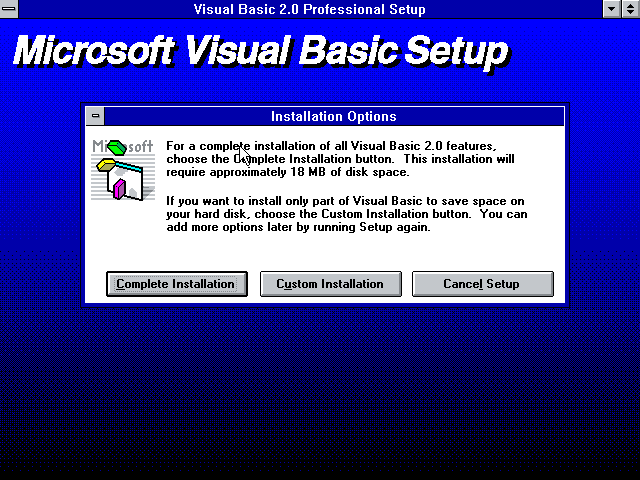 Visual Basic 2.0 Professional Setup
Microsoft Visual Basic Setup
Installation Options
Microsoft
For a complete installation of all Visual Basic 2.0 features,
choose the Complete Installation button.  This installation will
require approximately 18 MB of disk space.
If you want to install only part of Visual Basic to save space on
your hard disk, choose the Custom Installation button.  You can
add more options later by running Setup again.
Complete Installation
Custom Installation
Cancel Setup